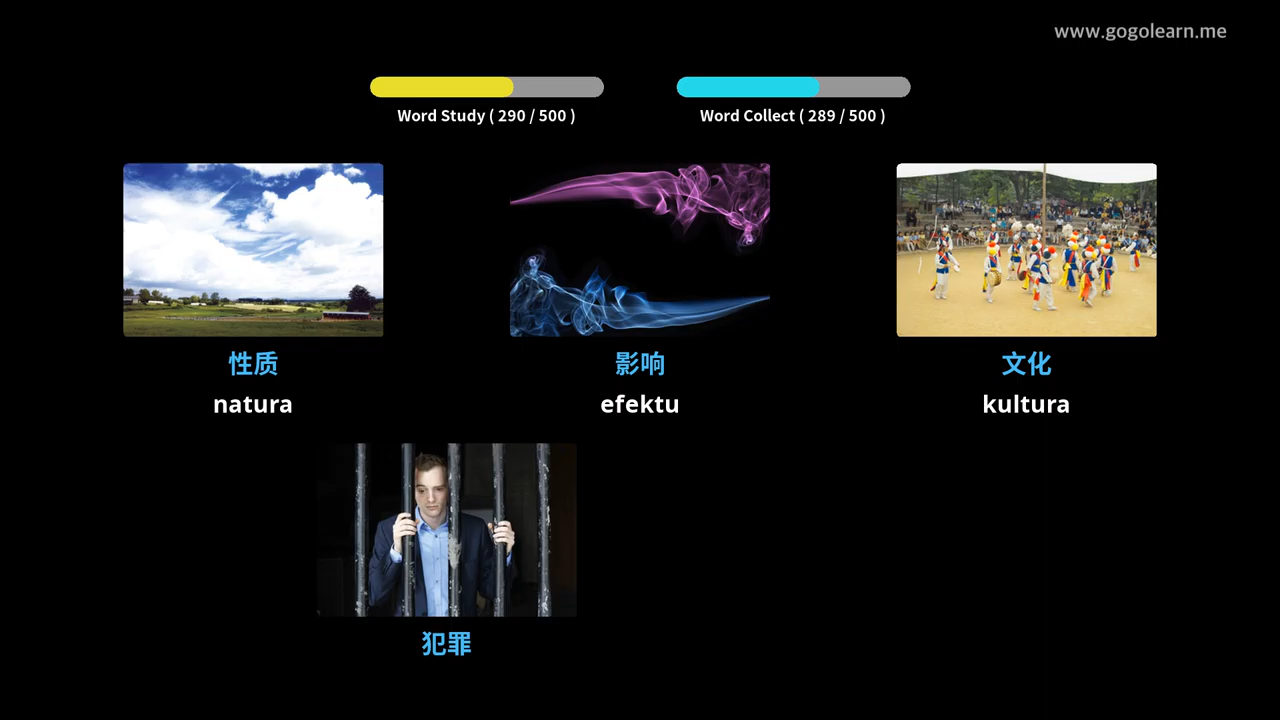 www.gogolearn.me
Word Study ( 290 / 500 )
Word Collect ( 289 / 500 )
性质
影响
文化
natura
efektu
kultura
犯罪